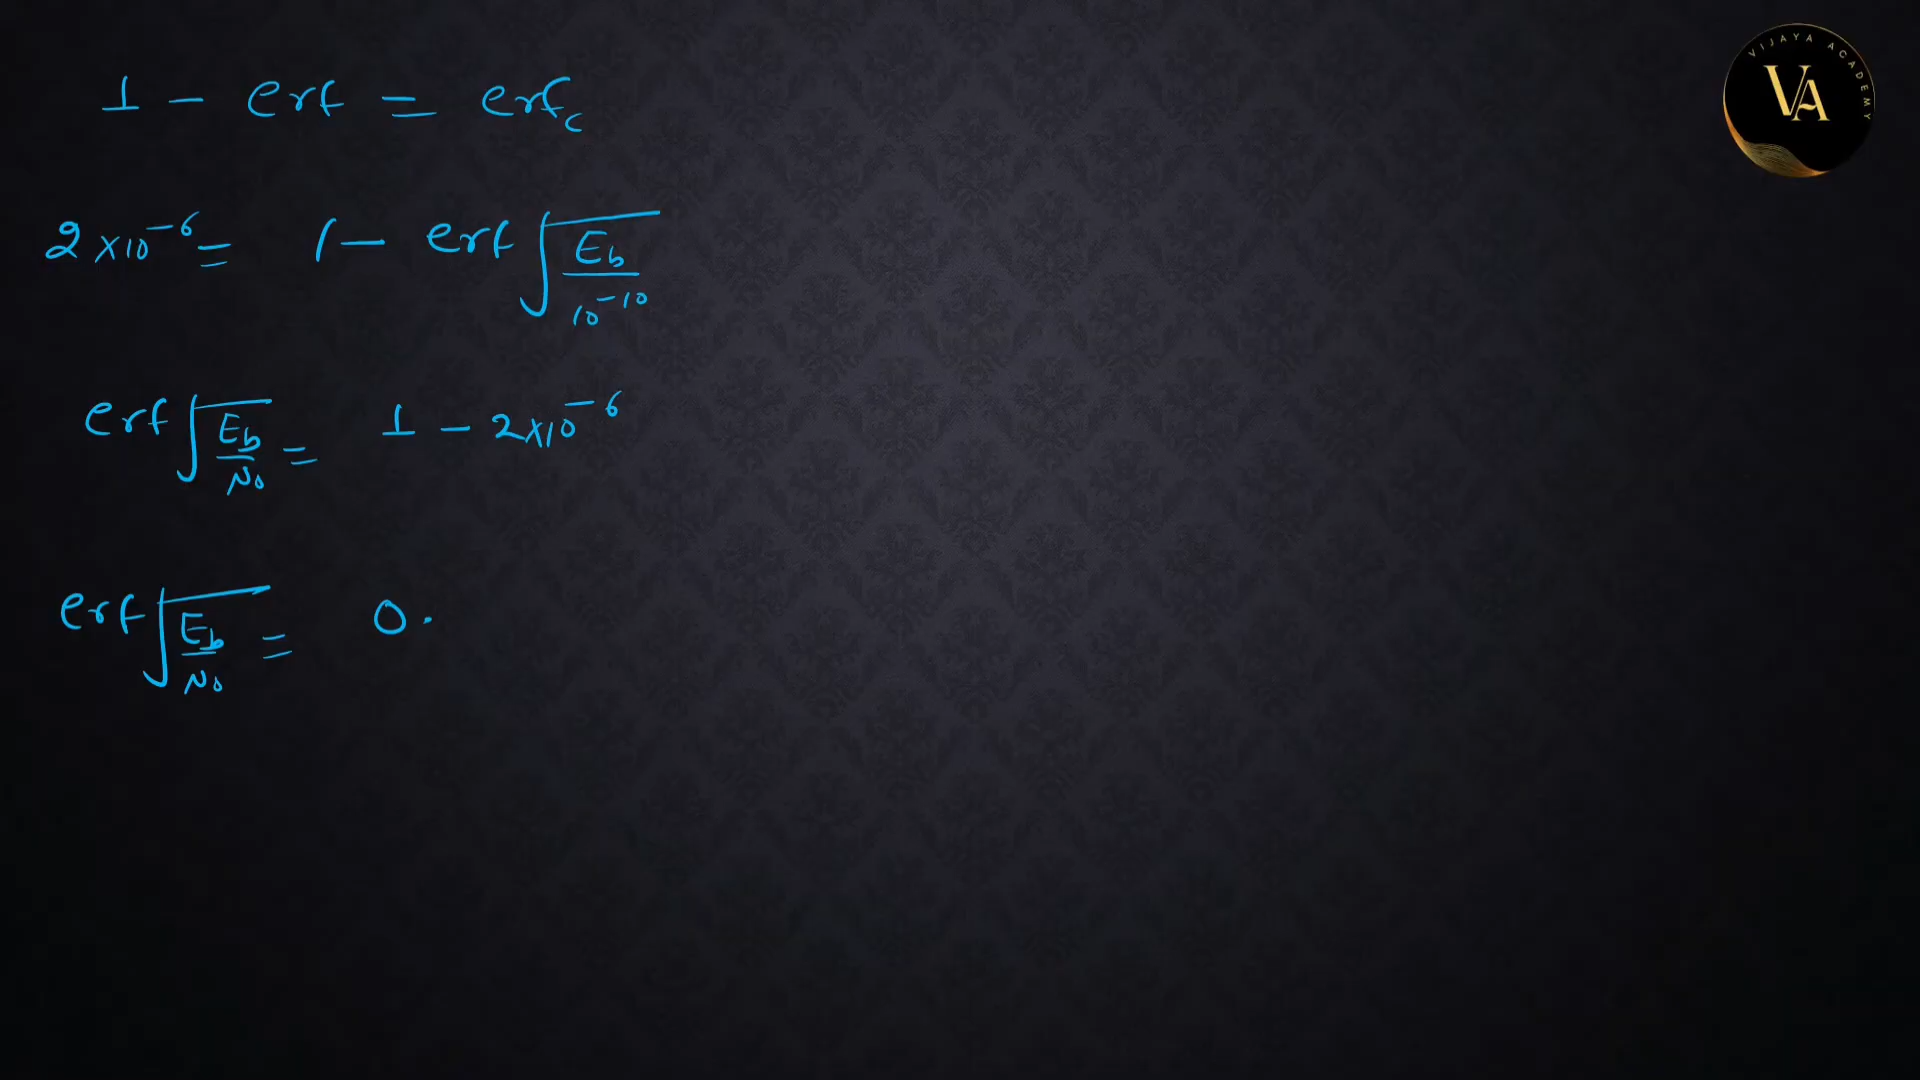 1 - erf = erfc
2 × 10⁻⁶ = 1 - erf √(Eb/10⁻¹⁰)
erf √(Eb/N0) = 1 - 2×10⁻⁶
erf √(Eb/N0) = 0.
VIJAYA ACADEMY
VA